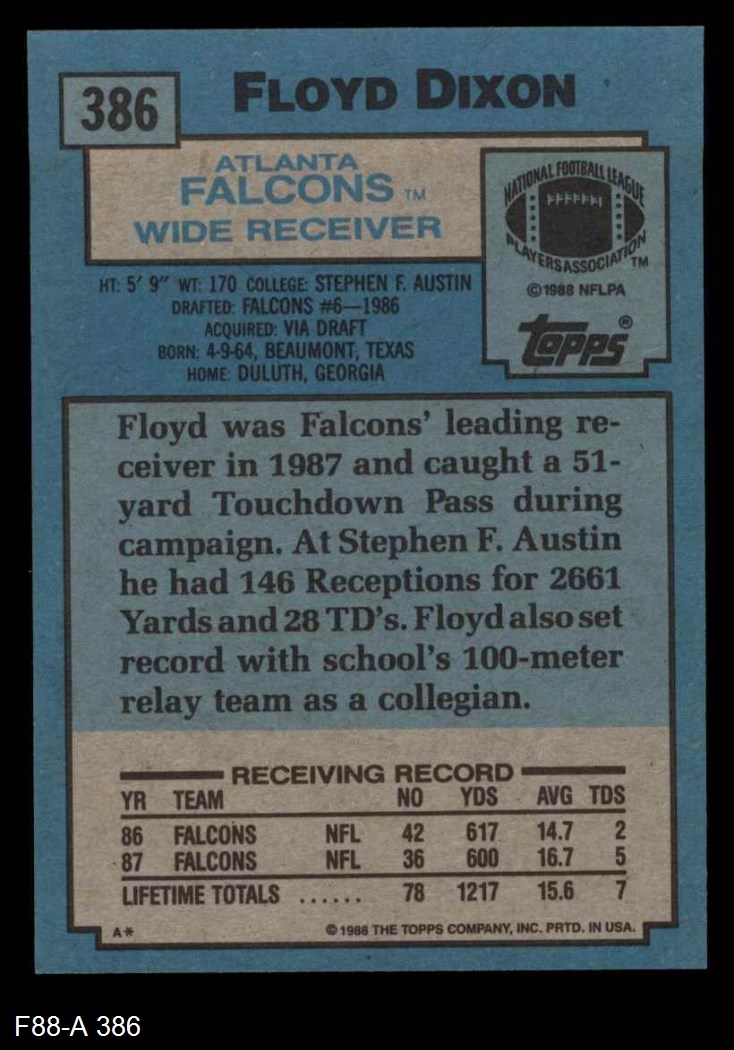 386
FLOYD DIXON
ATLANTA
FALCONS TM
WIDE RECEIVER
NATIONAL FOOTBALL LEAGUE
PLAYERS ASSOCIATION TM
©1988 NFLPA
topps®
HT: 5' 9" WT: 170 COLLEGE: STEPHEN F. AUSTIN
DRAFTED: FALCONS #6—1986
ACQUIRED: VIA DRAFT
BORN: 4-9-64, BEAUMONT, TEXAS
HOME: DULUTH, GEORGIA
Floyd was Falcons' leading re-
ceiver in 1987 and caught a 51-
yard Touchdown Pass during
campaign. At Stephen F. Austin
he had 146 Receptions for 2661
Yards and 28 TD's. Floyd also set
record with school's 100-meter
relay team as a collegian.
RECEIVING RECORD
YR TEAM NO YDS AVG TDS
86 FALCONS NFL 42 617 14.7 2
87 FALCONS NFL 36 600 16.7 5
LIFETIME TOTALS ...... 78 1217 15.6 7
A* ©1988 THE TOPPS COMPANY, INC. PRTD. IN USA.
F88-A 386